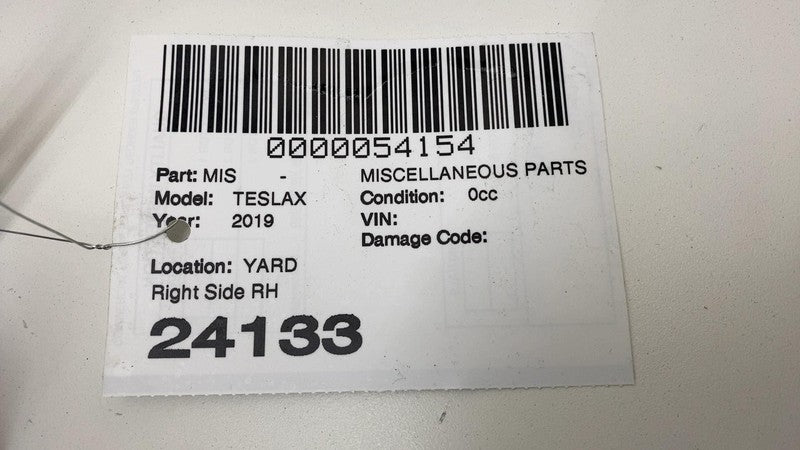 0000054154
Part: MIS - MISCELLANEOUS PARTS
Model: TESLAX Condition: 0cc
Year: 2019 VIN:
Damage Code:
Location: YARD
Right Side RH
24133